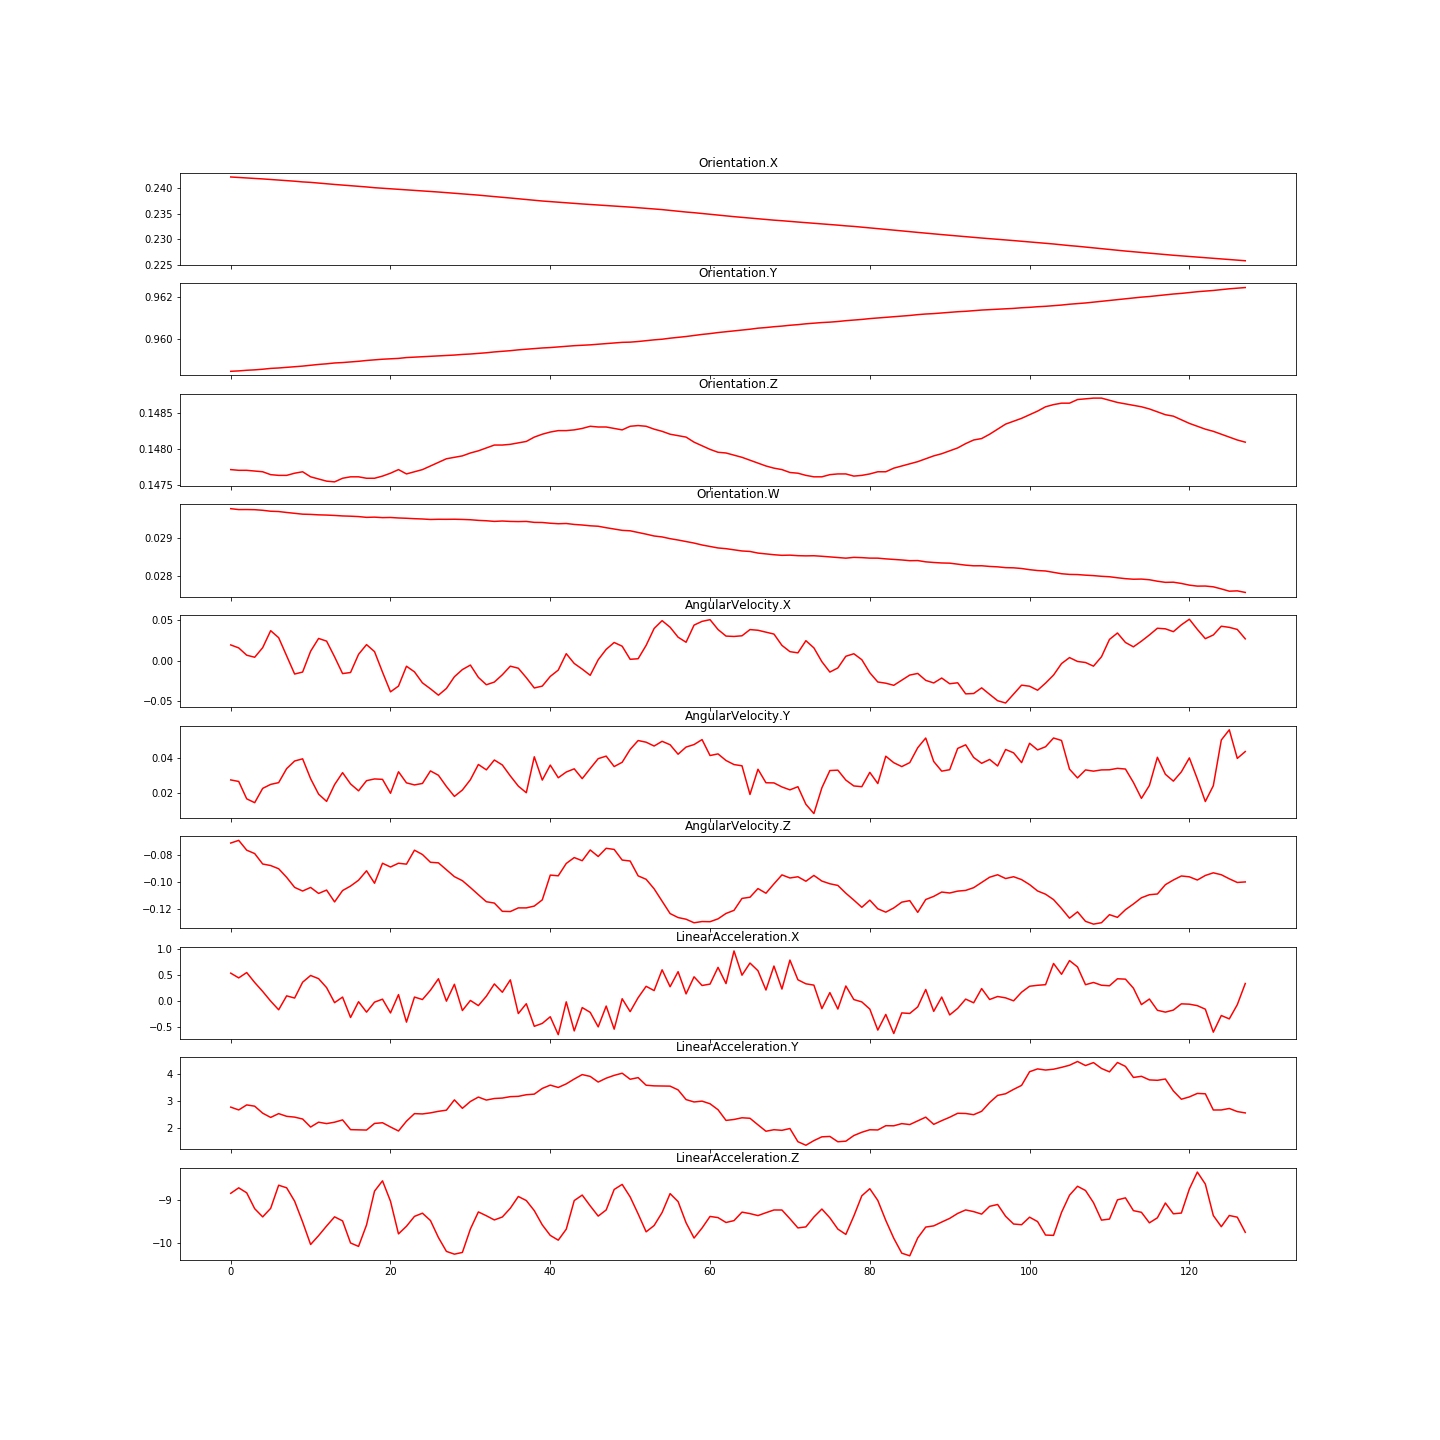 Orientation.X
0.240
0.235
0.230
0.225
Orientation.Y
0.962
0.960
Orientation.Z
0.1485
0.1480
0.1475
Orientation.W
0.029
0.028
AngularVelocity.X
0.05
0.00
−0.05
AngularVelocity.Y
0.04
0.02
AngularVelocity.Z
−0.08
−0.10
−0.12
LinearAcceleration.X
1.0
0.5
0.0
−0.5
LinearAcceleration.Y
4
3
2
LinearAcceleration.Z
−9
−10
0 20 40 60 80 100 120